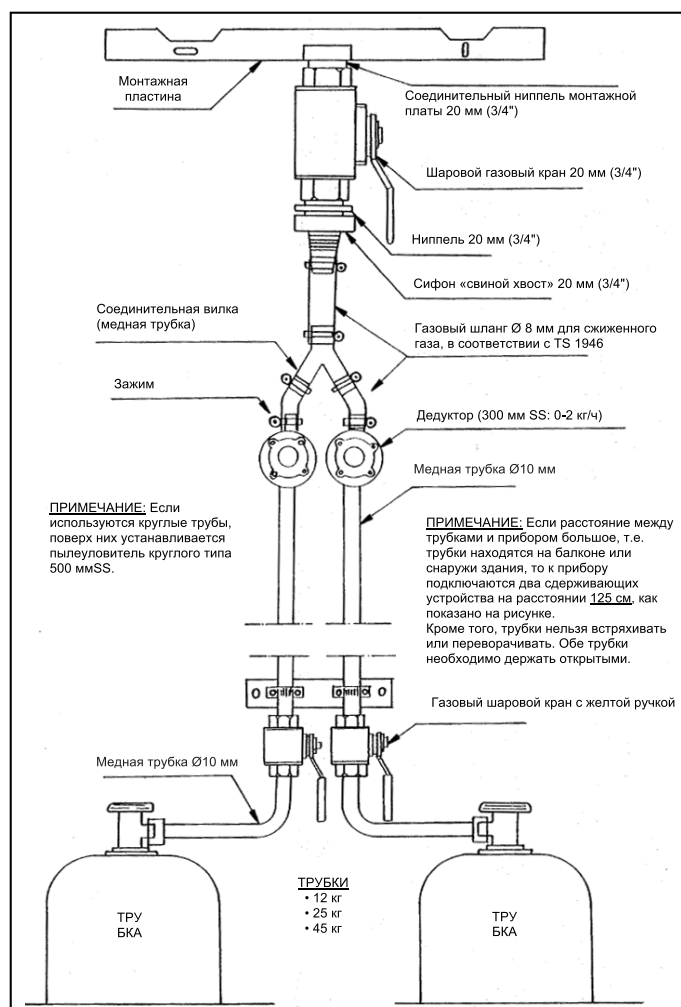 Монтажная
пластина
Соединительный ниппель монтажной
платы 20 мм (3/4")
Шаровой газовый кран 20 мм (3/4")
Ниппель 20 мм (3/4")
Сифон «свиной хвост» 20 мм (3/4")
Соединительная вилка
(медная трубка)
Газовый шланг Ø 8 мм для сжиженного
газа, в соответствии с TS 1946
Зажим
Дедуктор (300 мм SS: 0-2 кг/ч)
Медная трубка Ø10 мм
ПРИМЕЧАНИЕ: Если
используются круглые трубы,
поверх них устанавливается
пылеуловитель круглого типа
500 ммSS.
ПРИМЕЧАНИЕ: Если расстояние между
трубками и прибором большое, т.е.
трубки находятся на балконе или
снаружи здания, то к прибору
подключаются два сдерживающих
устройства на расстоянии 125 см, как
показано на рисунке.
Кроме того, трубки нельзя встряхивать
или переворачивать. Обе трубки
необходимо держать открытыми.
Газовый шаровой кран с желтой ручкой
Медная трубка Ø10 мм
ТРУБКИ
• 12 кг
• 25 кг
• 45 кг
ТРУ
БКА
ТРУ
БКА